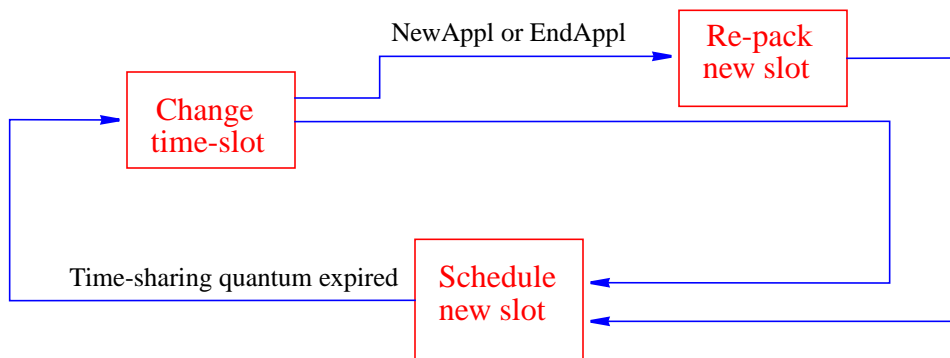 NewAppl or EndAppl
Re-pack
new slot
Change
time-slot
Time-sharing quantum expired
Schedule
new slot